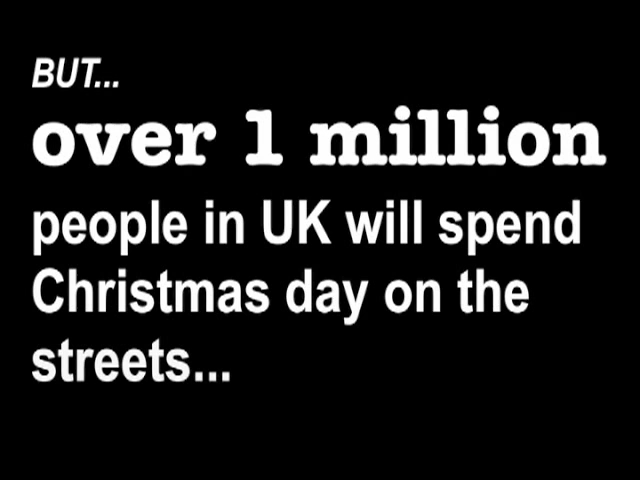 BUT...
over 1 million
people in UK will spend
Christmas day on the
streets...